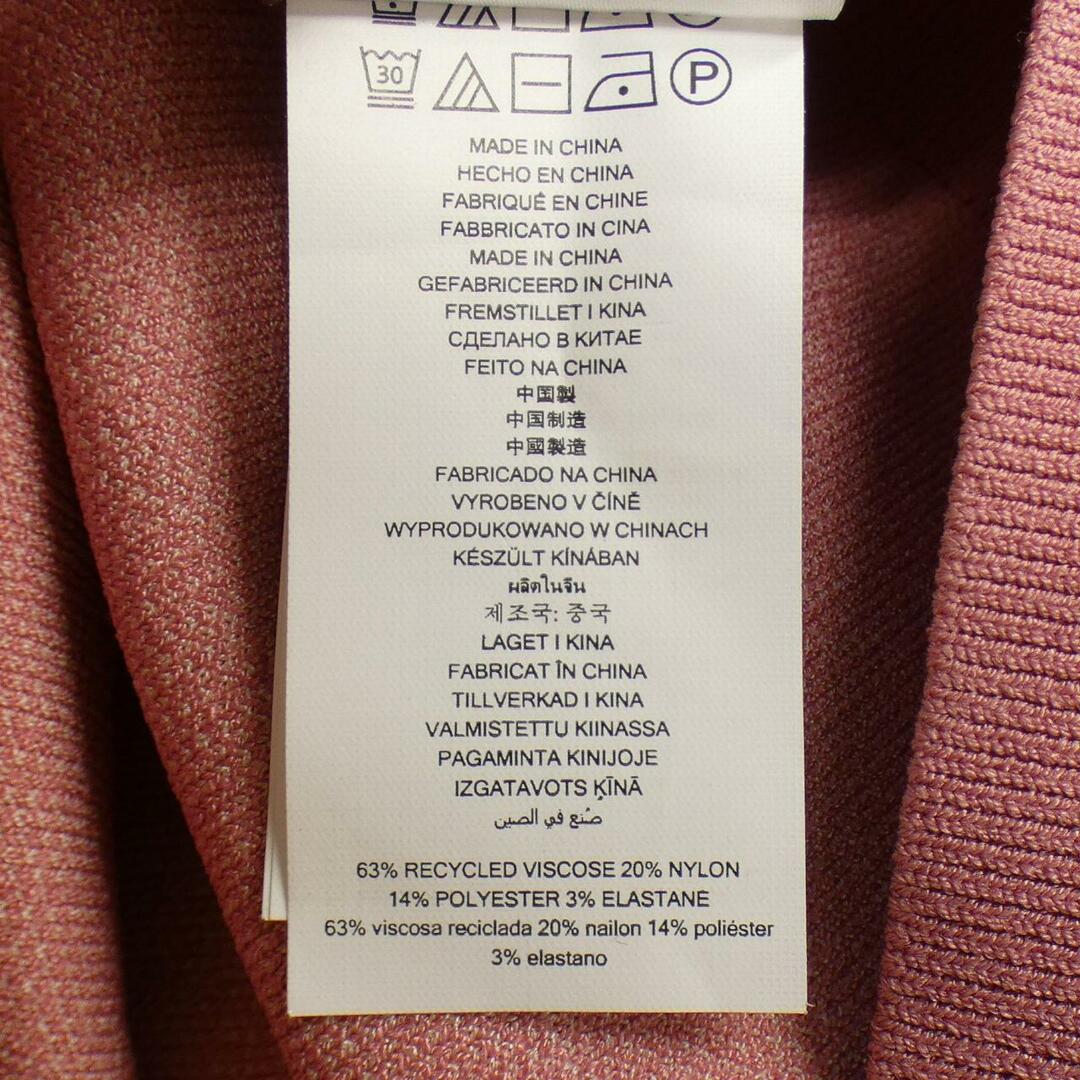 30 P
MADE IN CHINA
HECHO EN CHINA
FABRIQUÉ EN CHINE
FABBRICATO IN CINA
MADE IN CHINA
GEFABRICEERD IN CHINA
FREMSTILLET I KINA
СДЕЛАНО В КИТАЕ
FEITO NA CHINA
中国製
中国制造
中國製造
FABRICADO NA CHINA
VYROBENO V ČÍNĚ
WYPRODUKOWANO W CHINACH
KÉSZÜLT KÍNÁBAN
ผลิตในจีน
제조국: 중국
LAGET I KINA
FABRICAT ÎN CHINA
TILLVERKAD I KINA
VALMISTETTU KIINASSA
PAGAMINTA KINIJOJE
IZGATAVOTS ĶĪNĀ
صُنع في الصين
63% RECYCLED VISCOSE 20% NYLON
14% POLYESTER 3% ELASTANE
63% viscosa reciclada 20% nailon 14% poliéster
3% elastano